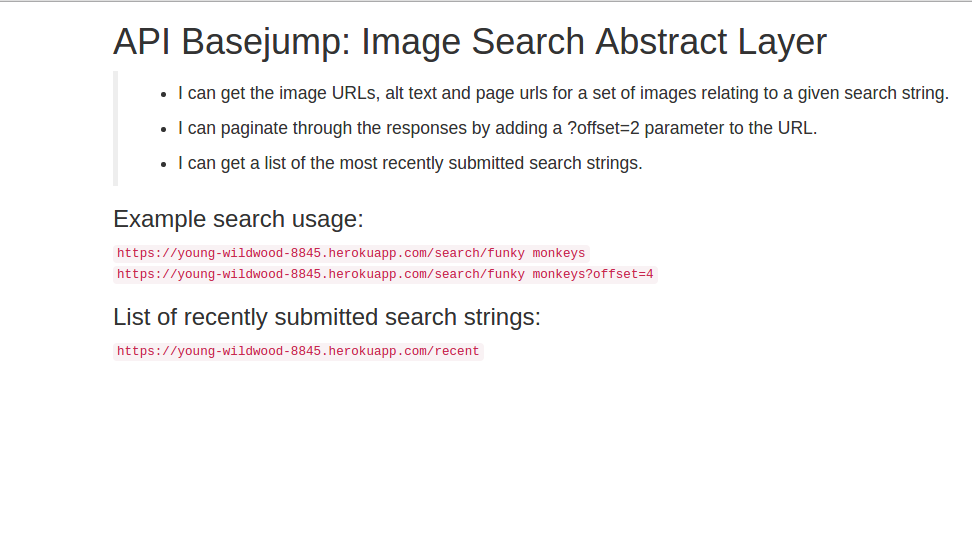 API Basejump: Image Search Abstract Layer
I can get the image URLs, alt text and page urls for a set of images relating to a given search string.
I can paginate through the responses by adding a ?offset=2 parameter to the URL.
I can get a list of the most recently submitted search strings.
Example search usage:
https://young-wildwood-8845.herokuapp.com/search/funky monkeys
https://young-wildwood-8845.herokuapp.com/search/funky monkeys?offset=4
List of recently submitted search strings:
https://young-wildwood-8845.herokuapp.com/recent